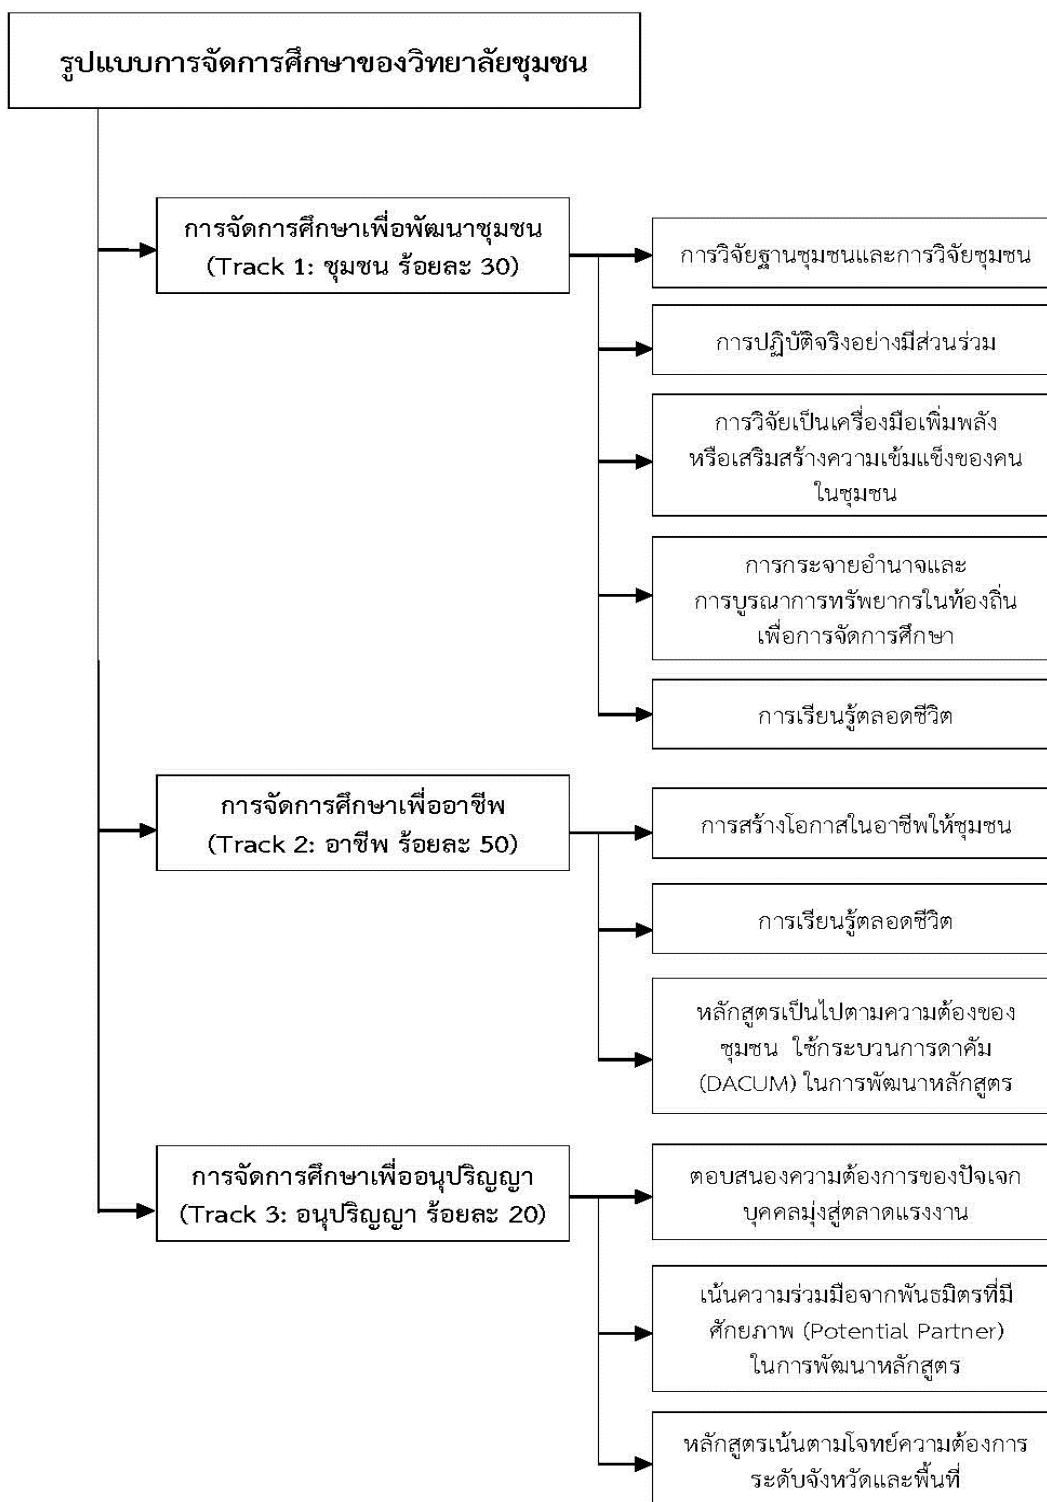 รูปแบบการจัดการศึกษาของวิทยาลัยชุมชน
การจัดการศึกษาเพื่อพัฒนาชุมชน
(Track 1: ชุมชน ร้อยละ 30)
การวิจัยฐานชุมชนและการวิจัยชุมชน
การปฏิบัติจริงอย่างมีส่วนร่วม
การวิจัยเป็นเครื่องมือเพิ่มพลัง
หรือเสริมสร้างความเข้มแข็งของคน
ในชุมชน
การกระจายอำนาจและ
การบูรณาการทรัพยากรในท้องถิ่น
เพื่อการจัดการศึกษา
การเรียนรู้ตลอดชีวิต
การจัดการศึกษาเพื่ออาชีพ
(Track 2: อาชีพ ร้อยละ 50)
การสร้างโอกาสในอาชีพให้ชุมชน
การเรียนรู้ตลอดชีวิต
หลักสูตรเป็นไปตามความต้องของ
ชุมชน ใช้กระบวนการดาคัม
(DACUM) ในการพัฒนาหลักสูตร
การจัดการศึกษาเพื่ออนุปริญญา
(Track 3: อนุปริญญา ร้อยละ 20)
ตอบสนองความต้องการของปัจเจก
บุคคลมุ่งสู่ตลาดแรงงาน
เน้นความร่วมมือจากพันธมิตรที่มี
ศักยภาพ (Potential Partner)
ในการพัฒนาหลักสูตร
หลักสูตรเน้นตามโจทย์ความต้องการ
ระดับจังหวัดและพื้นที่